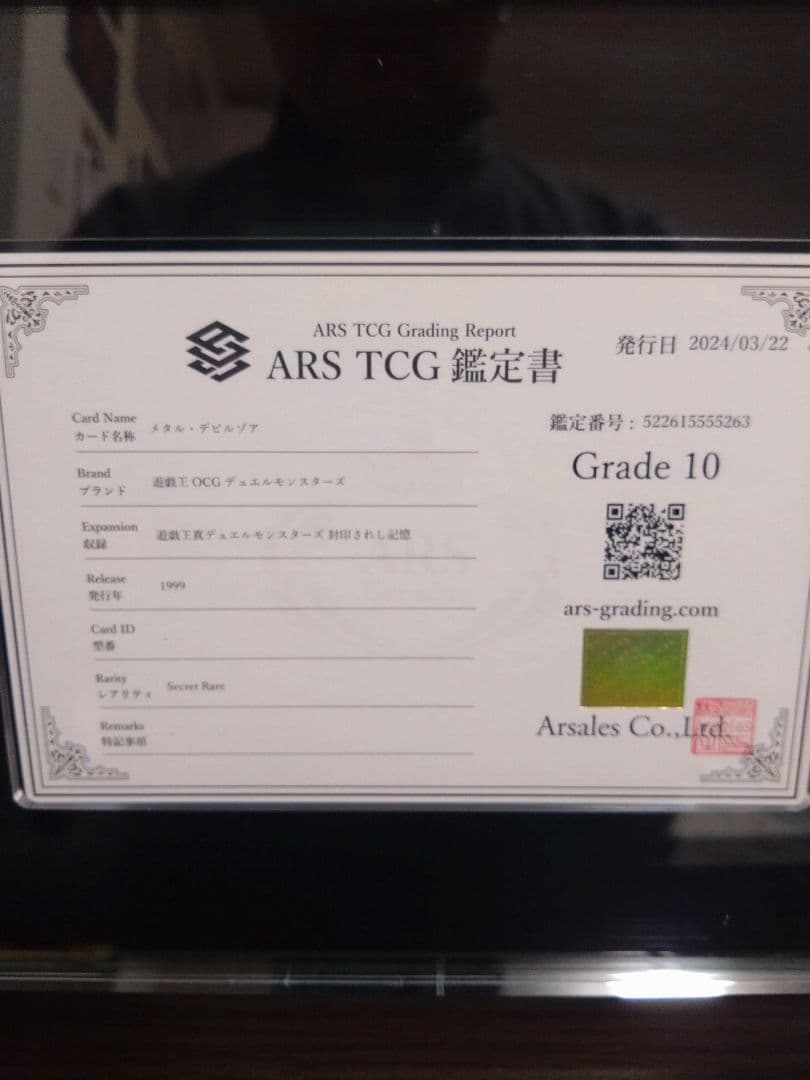 ARS TCG Grading Report
ARS TCG 鑑定書
発行日 2024/03/22
Card Name
カード名称
メタル・デビルゾア
Brand
ブランド
遊戯王OCG デュエルモンスターズ
Expansion
収録
遊戯王真デュエルモンスターズ 封印されし記憶
Release
発行年
1999
Card ID
型番
-
Rarity
レアリティ
Secret Rare
Remarks
特記事項
鑑定番号 : 522615555263
Grade 10
ars-grading.com
Arsales Co.,Ltd.